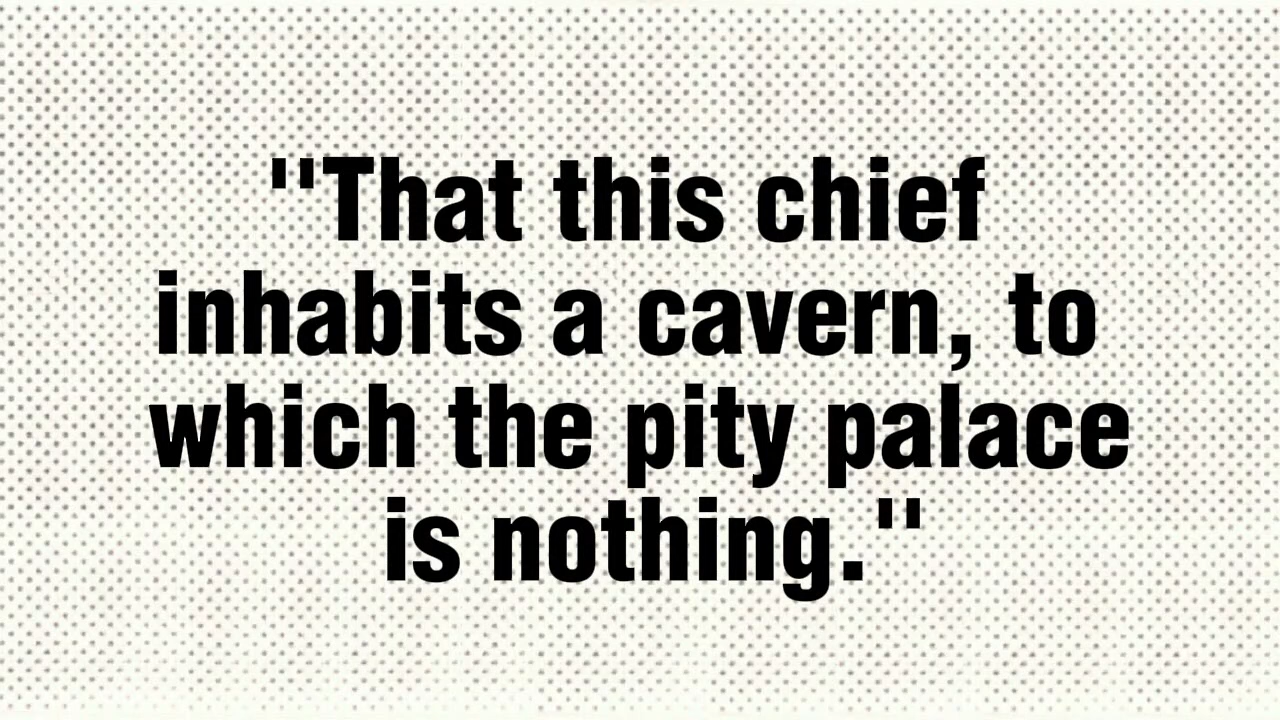 "That this chief
inhabits a cavern, to
which the pity palace
is nothing."